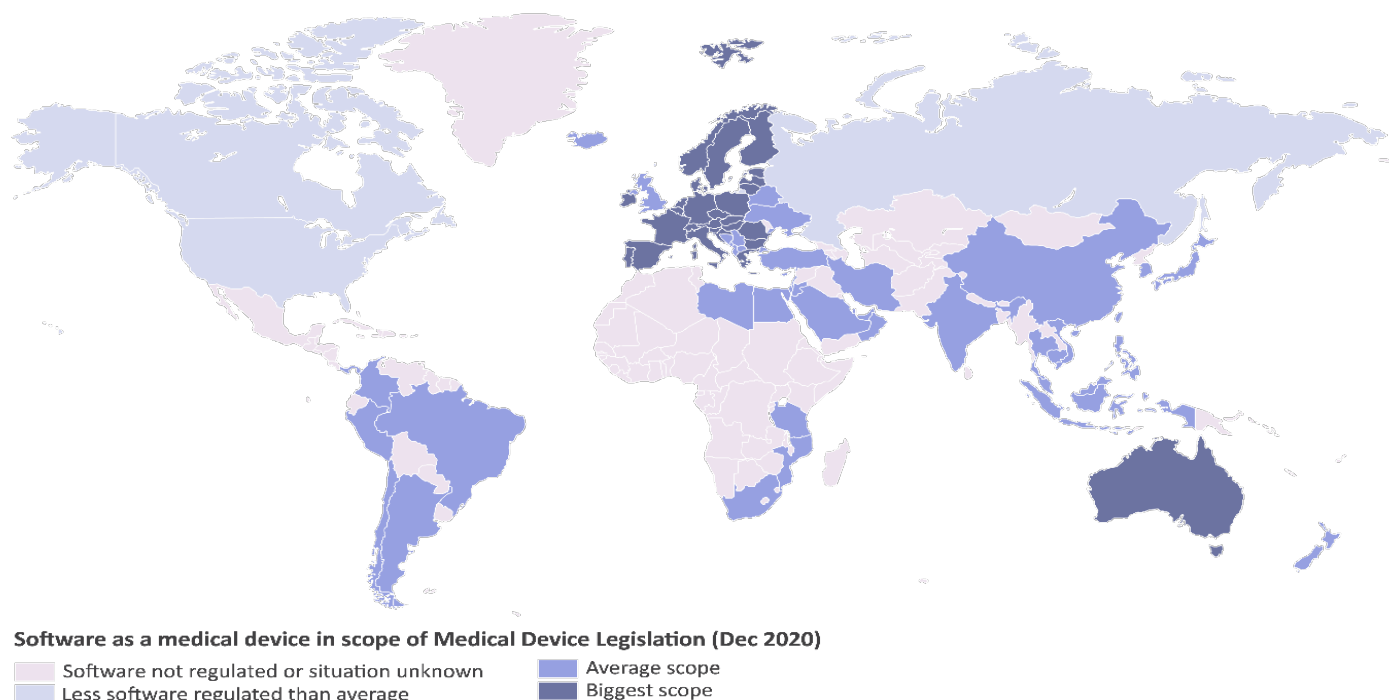 Software as a medical device in scope of Medical Device Legislation (Dec 2020)
Software not regulated or situation unknown
Less software regulated than average
Average scope
Biggest scope